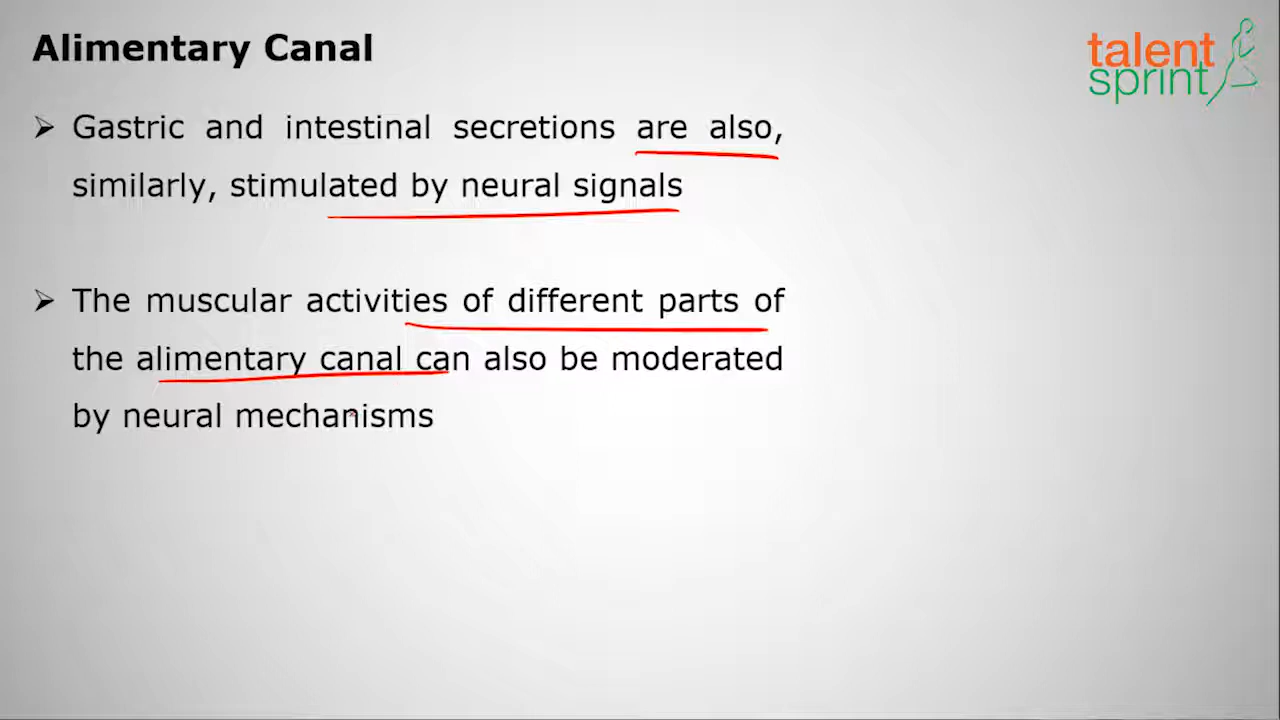 Alimentary Canal
talent
sprint
➢ Gastric and intestinal secretions are also,
similarly, stimulated by neural signals
➢ The muscular activities of different parts of
the alimentary canal can also be moderated
by neural mechanisms